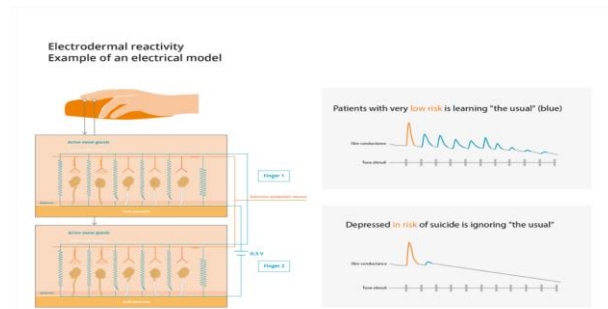 Electrodermal reactivity
Example of an electrical model
Active sweat glands
Finger 1
Active sweat glands
0,5 V
Finger 2
Patients with very low risk is learning "the usual" (blue)
Skin conductance
Tone stimuli
Depressed in risk of suicide is ignoring "the usual"
Skin conductance
Tone stimuli